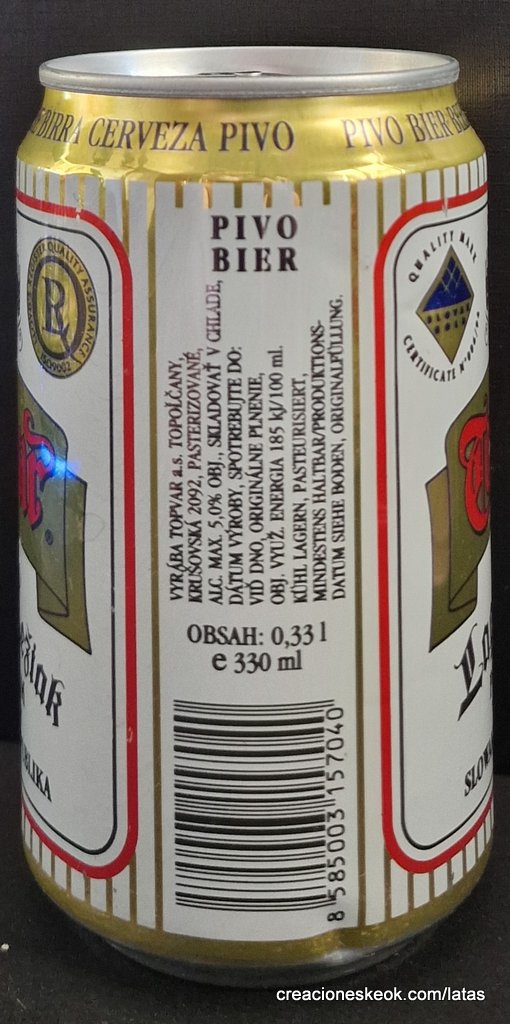 BIRRA CERVEZA PIVO
PIVO BIER
PIVO
BIER
VYRÁBA TOPVAR a.s. TOPOĽČANY,
KRUŠOVSKÁ 2092, PASTERIZOVANÉ,
ALC. MAX. 5,0% OBJ., SKLADOVAŤ V CHLADE,
DÁTUM VÝROBY, SPOTREBUJTE DO:
VIĎ DNO, ORIGINÁLNE PLNENIE,
OBJ. VYUŽ. ENERGIA 185 kJ/100 ml.
KÜHL LAGERN, PASTEURISIERT,
MINDESTENS HALTBAR/PRODUKTIONS-
DATUM SIEHE BODEN, ORIGINALFÜLLUNG.
OBSAH: 0,33 l
e 330 ml
8 585003 157040
QUALITY ASSURANCE
ISO9002
QUALITY MARK
CERTIFICATE
creacioneskeok.com/latas